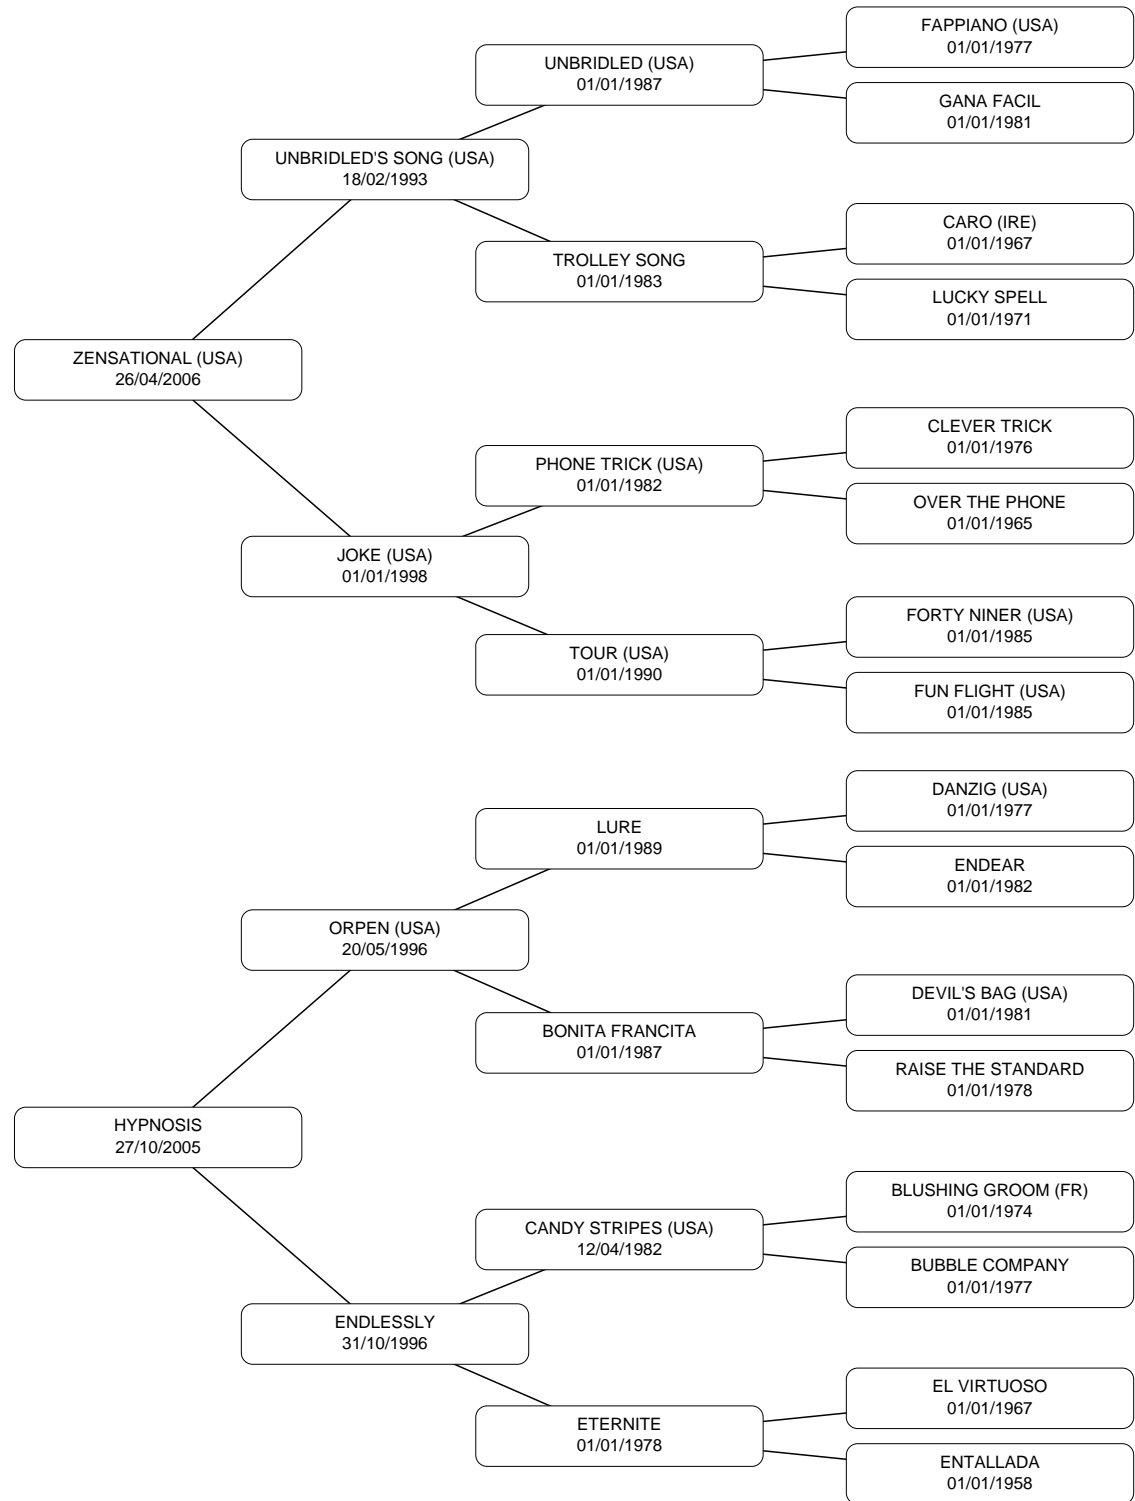 FAPPIANO (USA)
01/01/1977
UNBRIDLED (USA)
01/01/1987
GANA FACIL
01/01/1981
UNBRIDLED'S SONG (USA)
18/02/1993
CARO (IRE)
01/01/1967
TROLLEY SONG
01/01/1983
LUCKY SPELL
01/01/1971
ZENSATIONAL (USA)
26/04/2006
CLEVER TRICK
01/01/1976
PHONE TRICK (USA)
01/01/1982
OVER THE PHONE
01/01/1965
JOKE (USA)
01/01/1998
FORTY NINER (USA)
01/01/1985
TOUR (USA)
01/01/1990
FUN FLIGHT (USA)
01/01/1985
DANZIG (USA)
01/01/1977
LURE
01/01/1989
ENDEAR
01/01/1982
ORPEN (USA)
20/05/1996
DEVIL'S BAG (USA)
01/01/1981
BONITA FRANCITA
01/01/1987
RAISE THE STANDARD
01/01/1978
HYPNOSIS
27/10/2005
BLUSHING GROOM (FR)
01/01/1974
CANDY STRIPES (USA)
12/04/1982
BUBBLE COMPANY
01/01/1977
ENDLESSLY
31/10/1996
EL VIRTUOSO
01/01/1967
ETERNITE
01/01/1978
ENTALLADA
01/01/1958